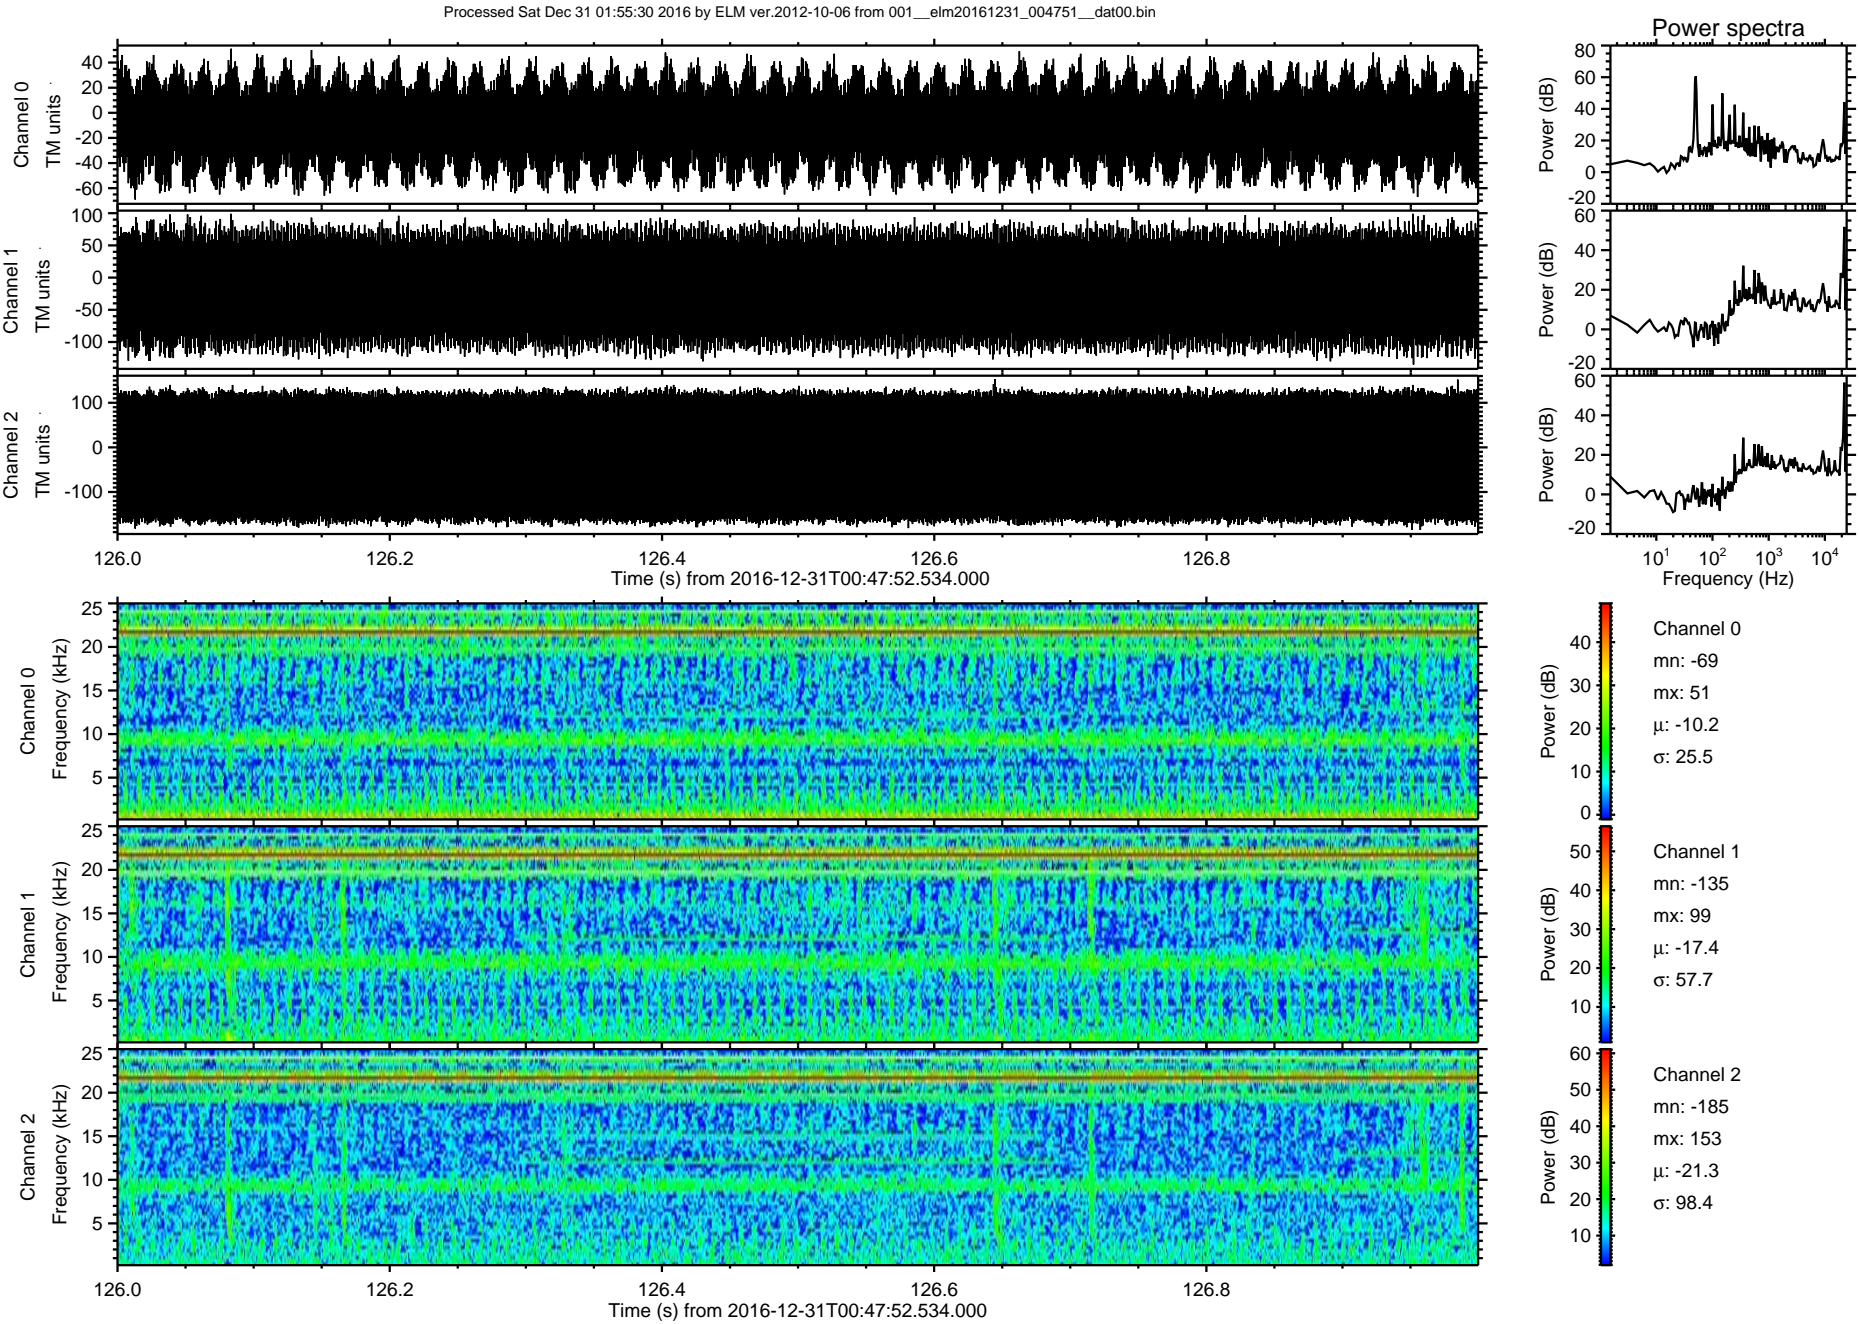 Processed Sat Dec 31 01:55:30 2016 by ELM ver.2012-10-06 from 001__elm20161231_004751__dat00.bin
Power spectra
Channel 0
TM units
40
20
0
-20
-40
-60
Power (dB)
80
60
40
20
0
-20
Channel 1
TM units
100
50
0
-50
-100
Power (dB)
60
40
20
0
-20
Channel 2
TM units
100
0
-100
Power (dB)
60
40
20
0
-20
126.0 126.2 126.4 126.6 126.8
Time (s) from 2016-12-31T00:47:52.534.000
10¹ 10² 10³ 10⁴
Frequency (Hz)
Channel 0
Frequency (kHz)
25
20
15
10
5
Power (dB)
40
30
20
10
0
Channel 0
mn: -69
mx: 51
μ: -10.2
σ: 25.5
Channel 1
Frequency (kHz)
25
20
15
10
5
Power (dB)
50
40
30
20
10
Channel 1
mn: -135
mx: 99
μ: -17.4
σ: 57.7
Channel 2
Frequency (kHz)
25
20
15
10
5
Power (dB)
60
50
40
30
20
10
Channel 2
mn: -185
mx: 153
μ: -21.3
σ: 98.4
126.0 126.2 126.4 126.6 126.8
Time (s) from 2016-12-31T00:47:52.534.000